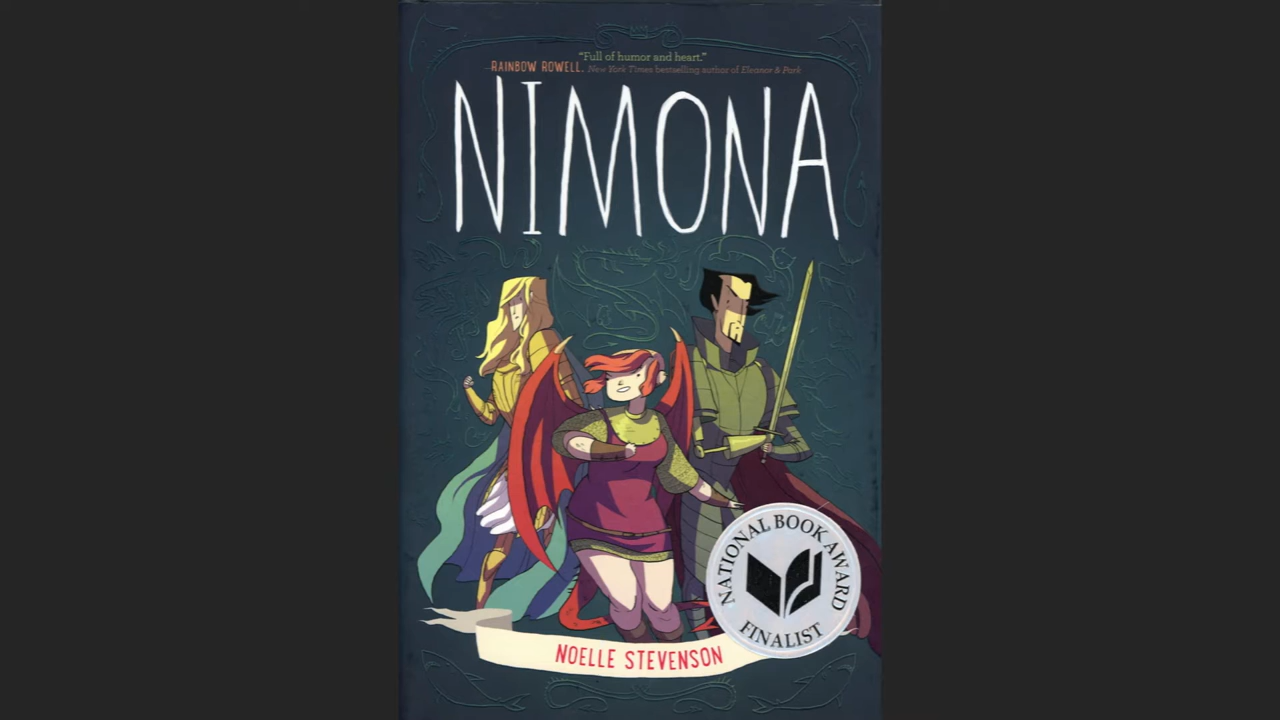 "Full of humor and heart."
—RAINBOW ROWELL, New York Times bestselling author of Eleanor & Park
NIMONA
NATIONAL BOOK AWARD
FINALIST
NOELLE STEVENSON